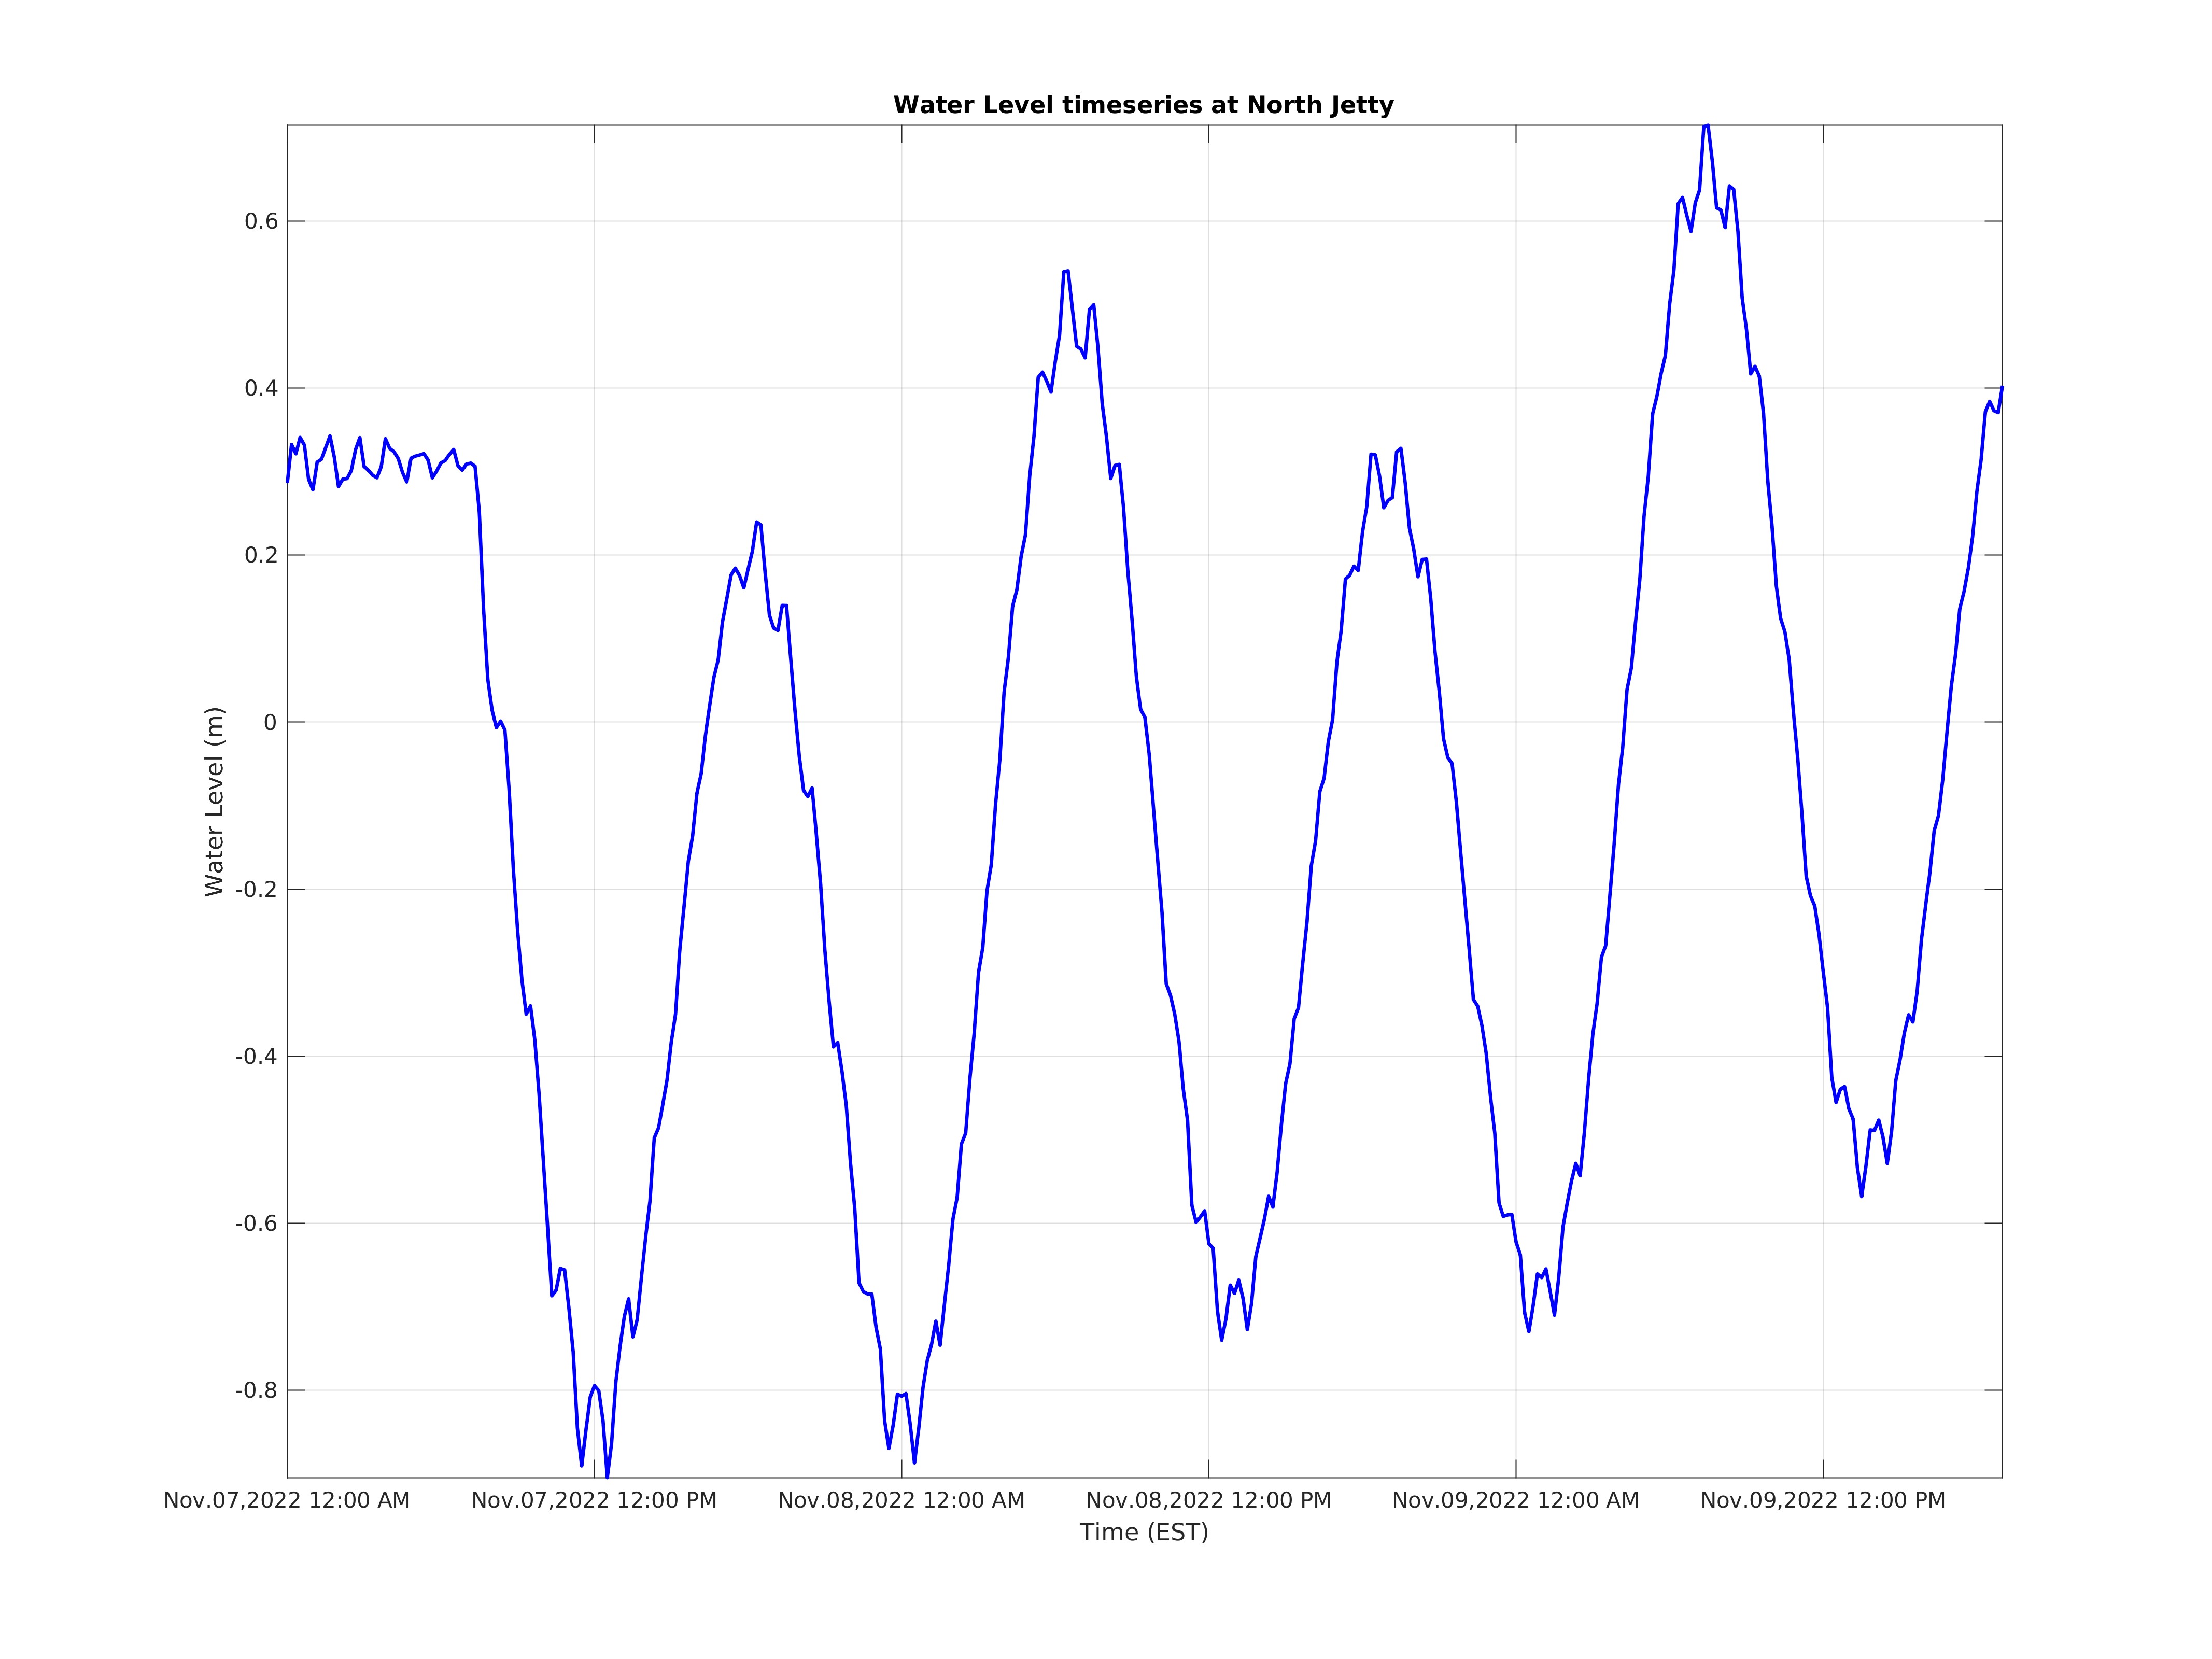 Water Level timeseries at North Jetty
0.6
0.4
0.2
0
-0.2
-0.4
-0.6
-0.8
Water Level (m)
Nov.07,2022 12:00 AM
Nov.07,2022 12:00 PM
Nov.08,2022 12:00 AM
Nov.08,2022 12:00 PM
Nov.09,2022 12:00 AM
Nov.09,2022 12:00 PM
Time (EST)